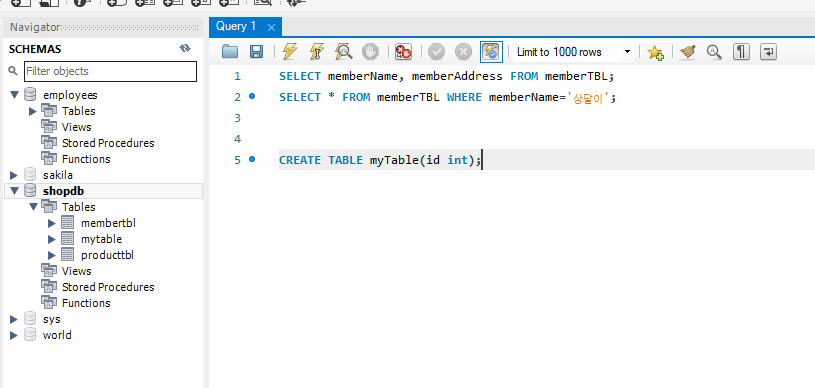 Navigator
SCHEMAS
Filter objects
employees
Tables
Views
Stored Procedures
Functions
sakila
shopdb
Tables
membertbl
mytable
producttbl
Views
Stored Procedures
Functions
sys
world
Query 1
Limit to 1000 rows
1 SELECT memberName, memberAddress FROM memberTBL;
2 SELECT * FROM memberTBL WHERE memberName='상달이';
3
4
5 CREATE TABLE myTable(id int);